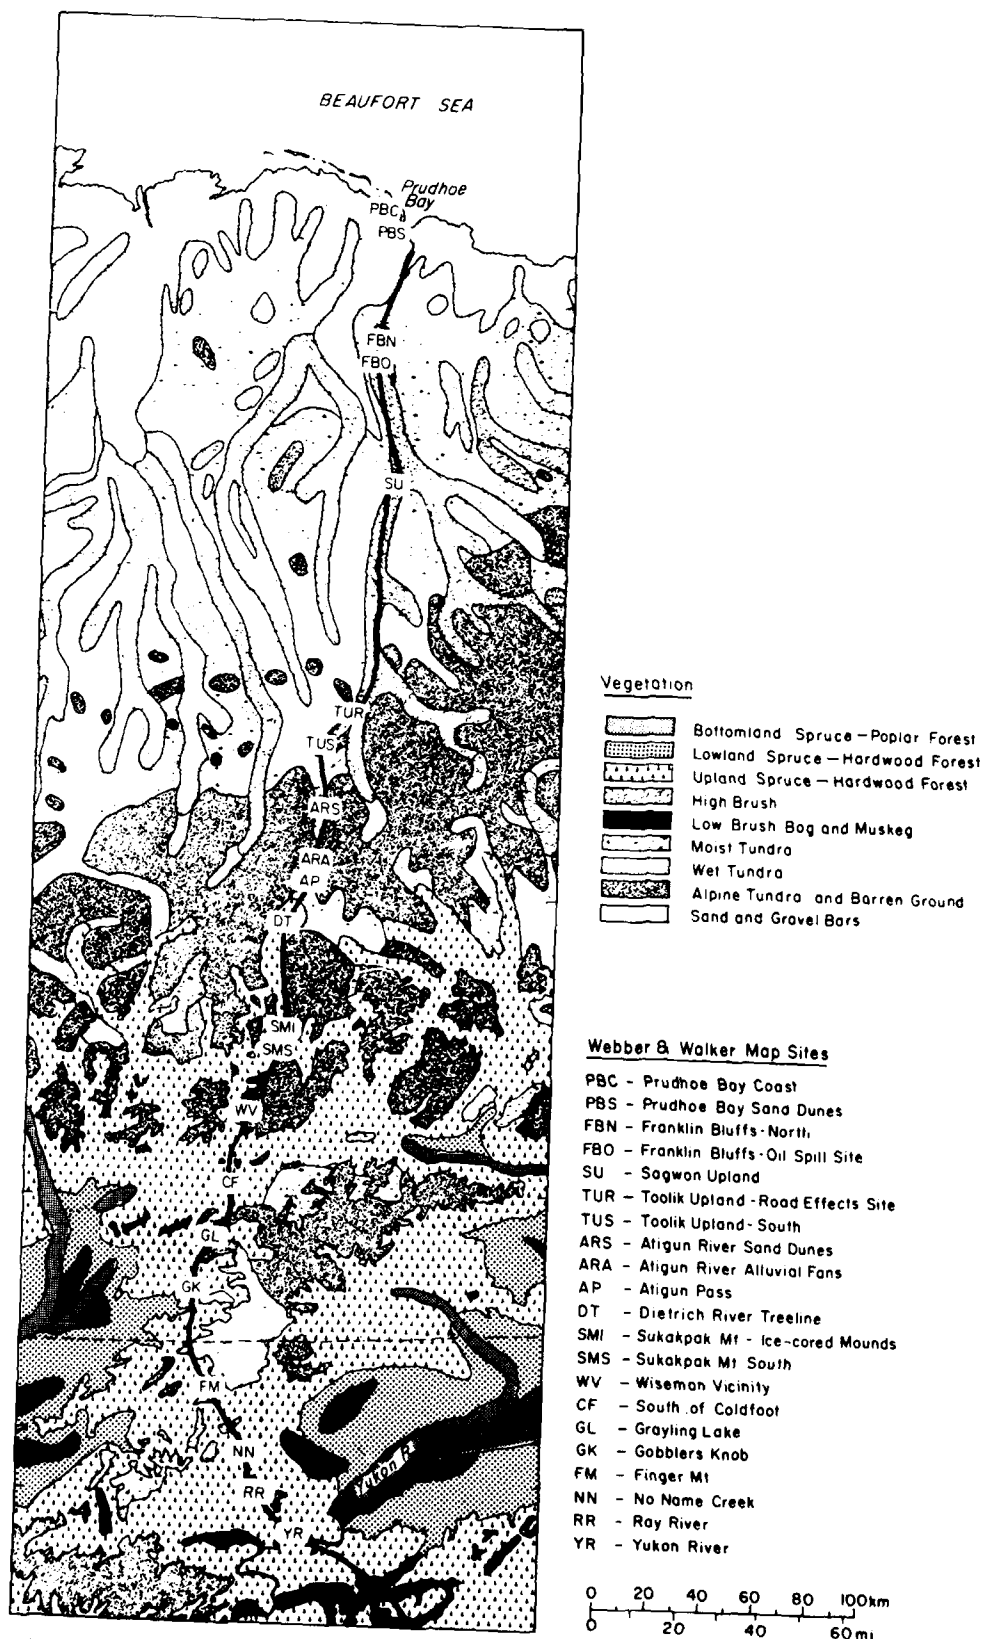 BEAUFORT SEA
Prudhoe
Bay
PBC
PBS
FBN
FBO
SU
TUR
TUS
ARS
ARA
AP
DT
SMI
SMS
WV
CF
GL
GK
FM
NN
RR
YR
Yukon R.
Vegetation
Bottomland Spruce-Poplar Forest
Lowland Spruce-Hardwood Forest
Upland Spruce-Hardwood Forest
High Brush
Low Brush Bog and Muskeg
Moist Tundra
Wet Tundra
Alpine Tundra and Barren Ground
Sand and Gravel Bars
Webber & Walker Map Sites
PBC - Prudhoe Bay Coast
PBS - Prudhoe Bay Sand Dunes
FBN - Franklin Bluffs-North
FBO - Franklin Bluffs-Oil Spill Site
SU - Sagwon Upland
TUR - Toolik Upland-Road Effects Site
TUS - Toolik Upland-South
ARS - Atigun River Sand Dunes
ARA - Atigun River Alluvial Fans
AP - Atigun Pass
DT - Dietrich River Treeline
SMI - Sukakpak Mt - Ice-cored Mounds
SMS - Sukakpak Mt South
WV - Wiseman Vicinity
CF - South of Coldfoot
GL - Grayling Lake
GK - Gobblers Knob
FM - Finger Mt
NN - No Name Creek
RR - Ray River
YR - Yukon River
0 20 40 60 80 100km
0 20 40 60 mi